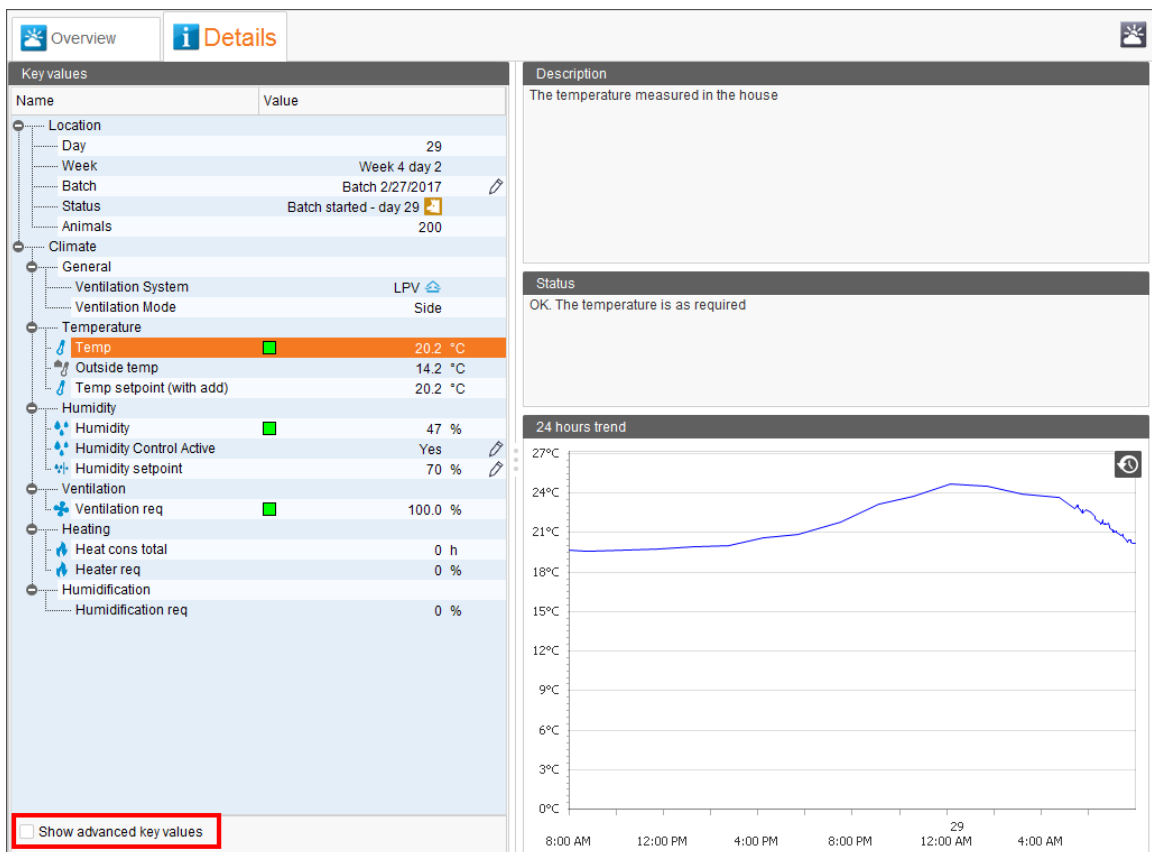 Overview
Details
Key values
Name Value
Location
Day 29
Week Week 4 day 2
Batch Batch 2/27/2017
Status Batch started - day 29
Animals 200
Climate
General
Ventilation System LPV
Ventilation Mode Side
Temperature
Temp 20.2 °C
Outside temp 14.2 °C
Temp setpoint (with add) 20.2 °C
Humidity
Humidity 47 %
Humidity Control Active Yes
Humidity setpoint 70 %
Ventilation
Ventilation req 100.0 %
Heating
Heat cons total 0 h
Heater req 0 %
Humidification
Humidification req 0 %
Show advanced key values
Description
The temperature measured in the house
Status
OK. The temperature is as required
24 hours trend
27°C
24°C
21°C
18°C
15°C
12°C
9°C
6°C
3°C
0°C
29
8:00 AM 12:00 PM 4:00 PM 8:00 PM 12:00 AM 4:00 AM